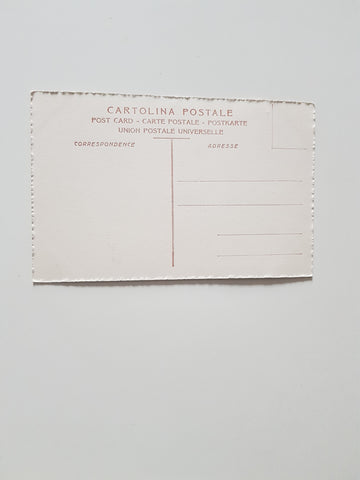 CARTOLINA POSTALE
POST CARD - CARTE POSTALE - POSTKARTE
UNION POSTALE UNIVERSELLE
CORRESPONDENCE
ADRESSE